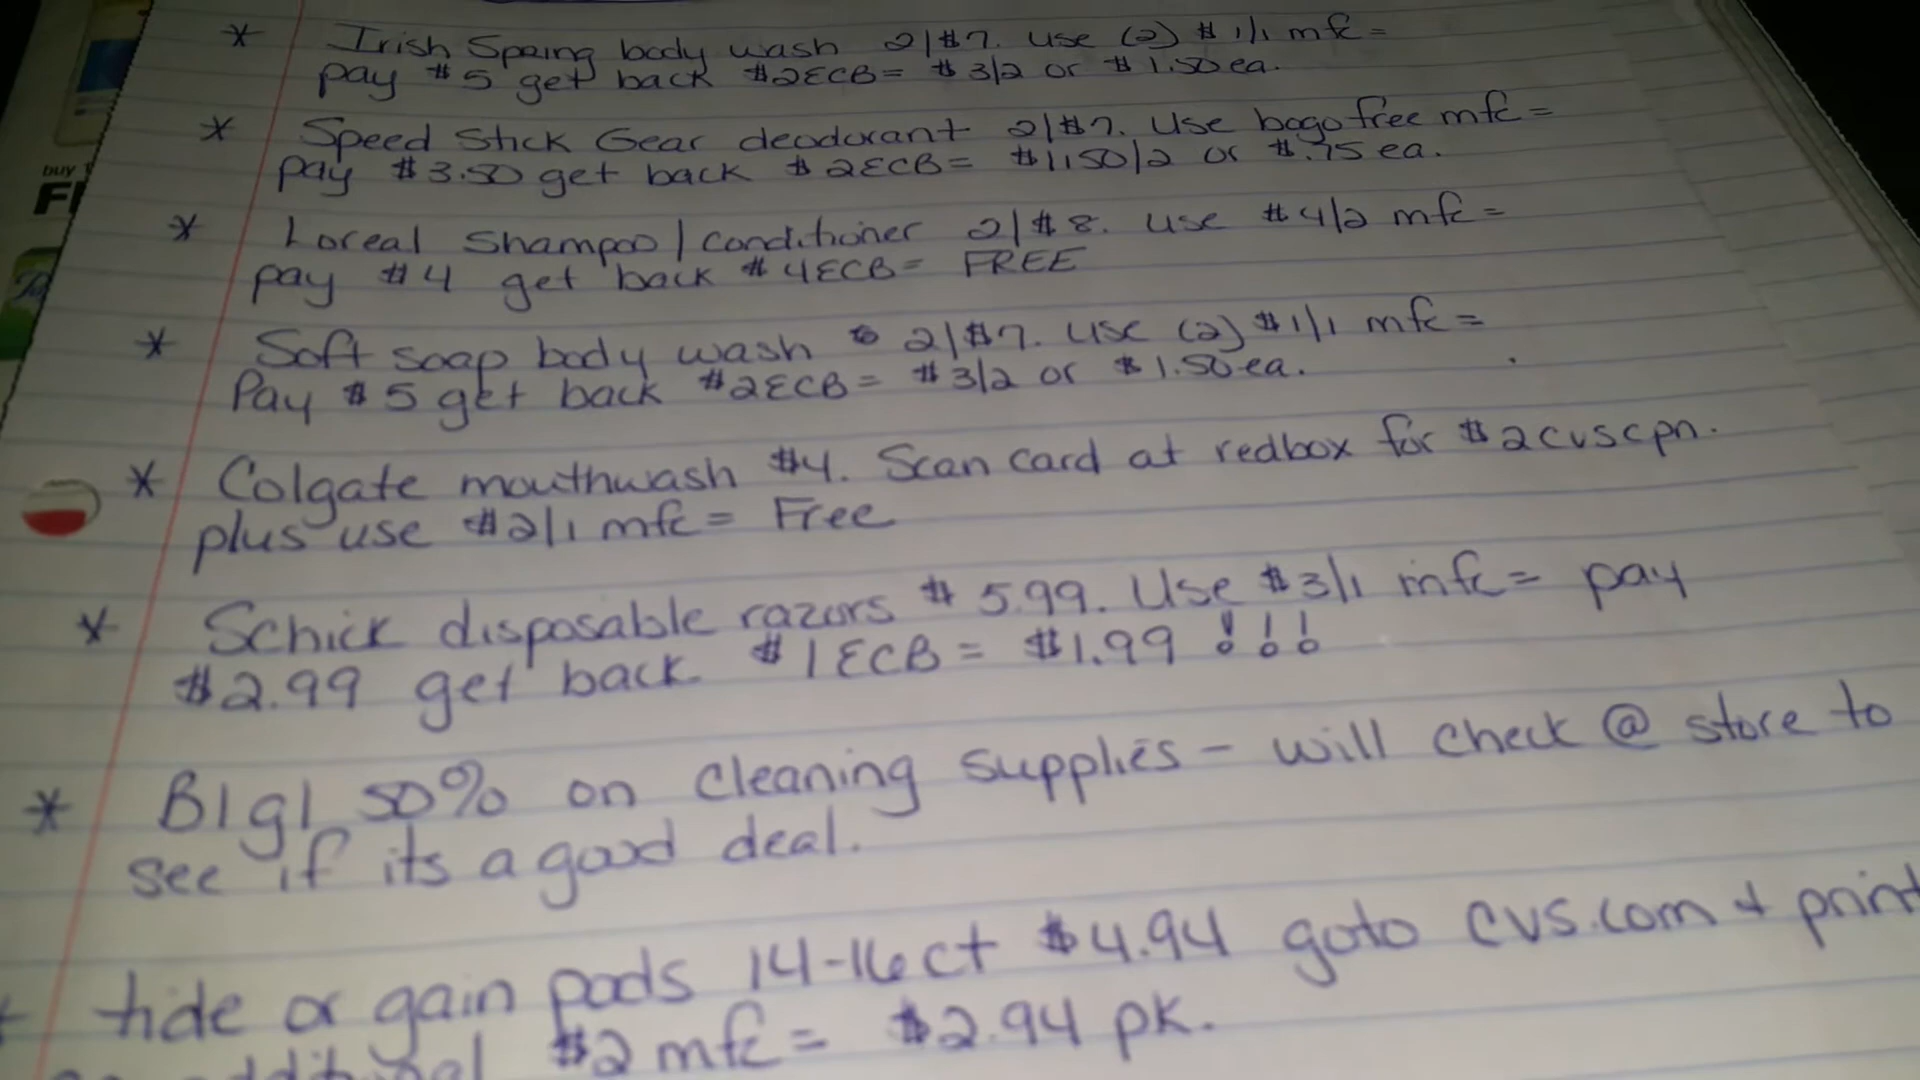 * Irish Spring body wash 2/$7. use (2) $1/1 mfc =
pay $5 get back $2ECB = $3/2 or $1.50 ea.
* Speed Stick Gear deodorant 2/$7. Use bogo free mfc =
pay $3.50 get back $2ECB = $1.50/2 or $.75 ea.
* Loreal Shampoo/conditioner 2/$8. use $4/2 mfc =
pay $4 get back $4ECB = FREE
* Soft soap body wash 2/$7. use (2) $1/1 mfc =
Pay $5 get back $2ECB = $3/2 or $1.50 ea.
* Colgate mouthwash $4. Scan card at redbox for $2 cvs cpn.
plus use $2/1 mfc = Free
* Schick disposable razors $5.99. Use $3/1 mfc = pay
$2.99 get back $1ECB = $1.99 !!!
* B1g1 50% on cleaning supplies - will check @ store to
see if its a good deal.
tide or gain pods 14-16ct $4.94 goto cvs.com + print
additional $2 mfc = $2.94 pk.
buy